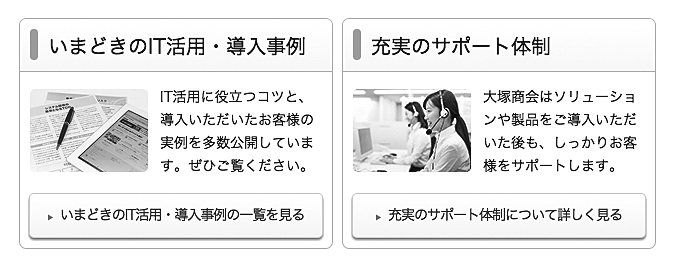 いまどきのIT活用・導入事例
IT活用に役立つコツと、
導入いただいたお客様の
実例を多数公開していま
す。ぜひご覧ください。
いまどきのIT活用・導入事例の一覧を見る
充実のサポート体制
大塚商会はソリューショ
ンや製品をご導入いただ
いた後も、しっかりお客
様をサポートします。
充実のサポート体制について詳しく見る